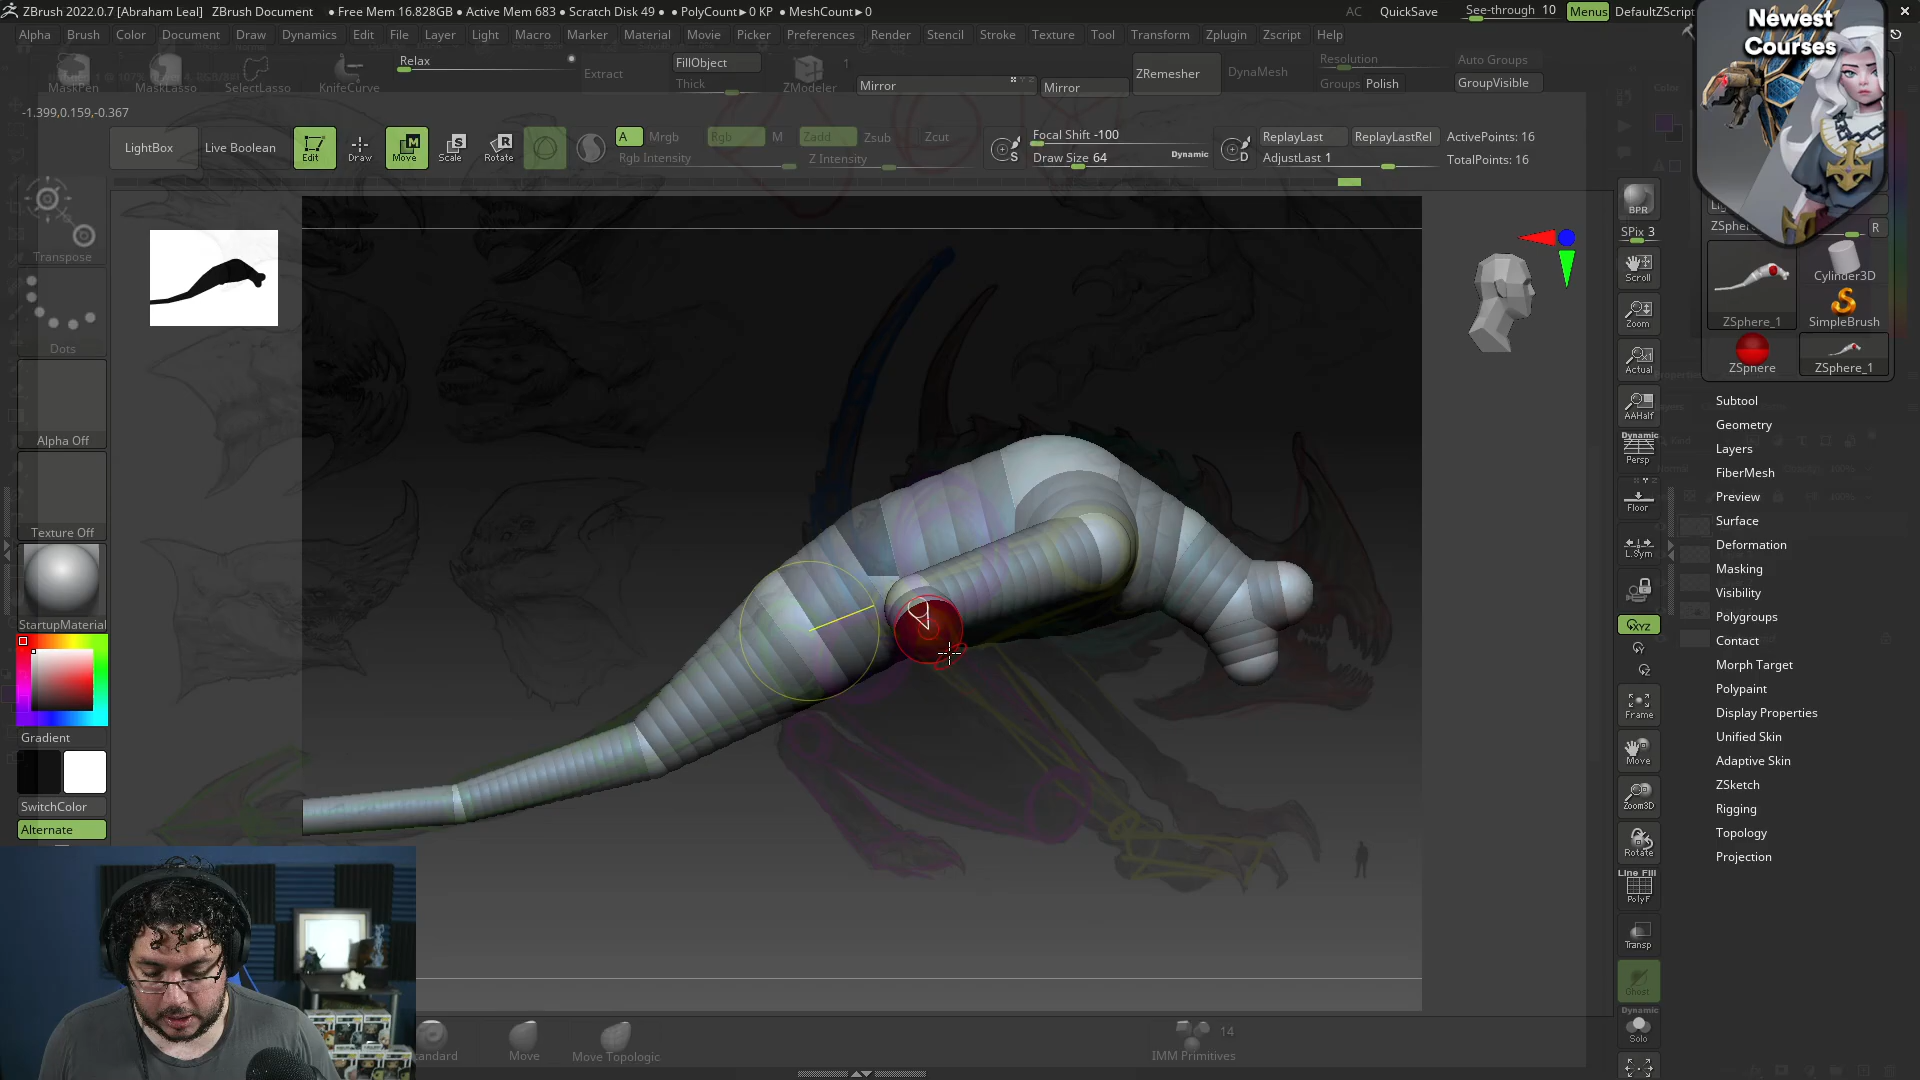 ZBrush 2022.0.7 [Abraham Leal] ZBrush Document • Free Mem 16.828GB • Active Mem 683 • Scratch Disk 49 • PolyCount► 0 KP • MeshCount► 0
AC QuickSave See-through 10 Menus DefaultZScript
Newest Courses
Alpha Brush Color Document Draw Dynamics Edit File Layer Light Macro Marker Material Movie Picker Preferences Render Stencil Stroke Texture Tool Transform Zplugin Zscript Help
MaskPen MaskLasso SelectLasso KnifeCurve
Relax
Extract
FillObject
Thick
ZModeler
1
Mirror
Mirror
ZRemesher
DynaMesh
Resolution
Groups Polish
Auto Groups
GroupVisible
-1.399,0.159,-0.367
LightBox Live Boolean
Edit Draw Move Scale Rotate
A Mrgb Rgb M Zadd Zsub Zcut
Rgb Intensity Z Intensity
Focal Shift -100
Draw Size 64 Dynamic
ReplayLast ReplayLastRel
AdjustLast 1
ActivePoints: 16
TotalPoints: 16
Transpose
Dots
Alpha Off
Texture Off
StartupMaterial
Gradient
SwitchColor
Alternate
BPR
SPix 3
Scroll
Zoom
Actual
AAHalf
Dynamic
Persp
Floor
L.Sym
XYZ
Frame
Move
Zoom3D
Rotate
Line Fill
PolyF
Transp
Ghost
Dynamic
Solo
R
Cylinder3D
ZSphere_1
SimpleBrush
ZSphere
ZSphere_1
Subtool
Geometry
Layers
FiberMesh
Preview
Surface
Deformation
Masking
Visibility
Polygroups
Contact
Morph Target
Polypaint
Display Properties
Unified Skin
Adaptive Skin
ZSketch
Rigging
Topology
Projection
Move
Move Topologic
IMM Primitives
14